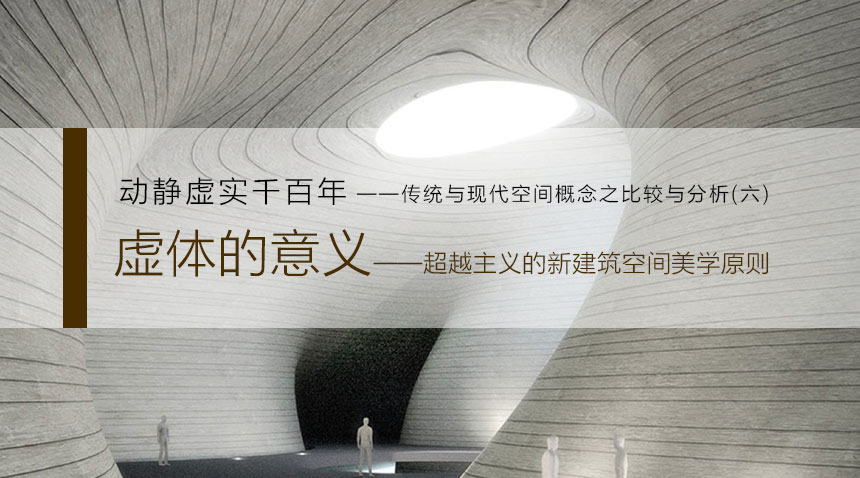 动静虚实千百年 ——传统与现代空间概念之比较与分析(六)
虚体的意义——超越主义的新建筑空间美学原则